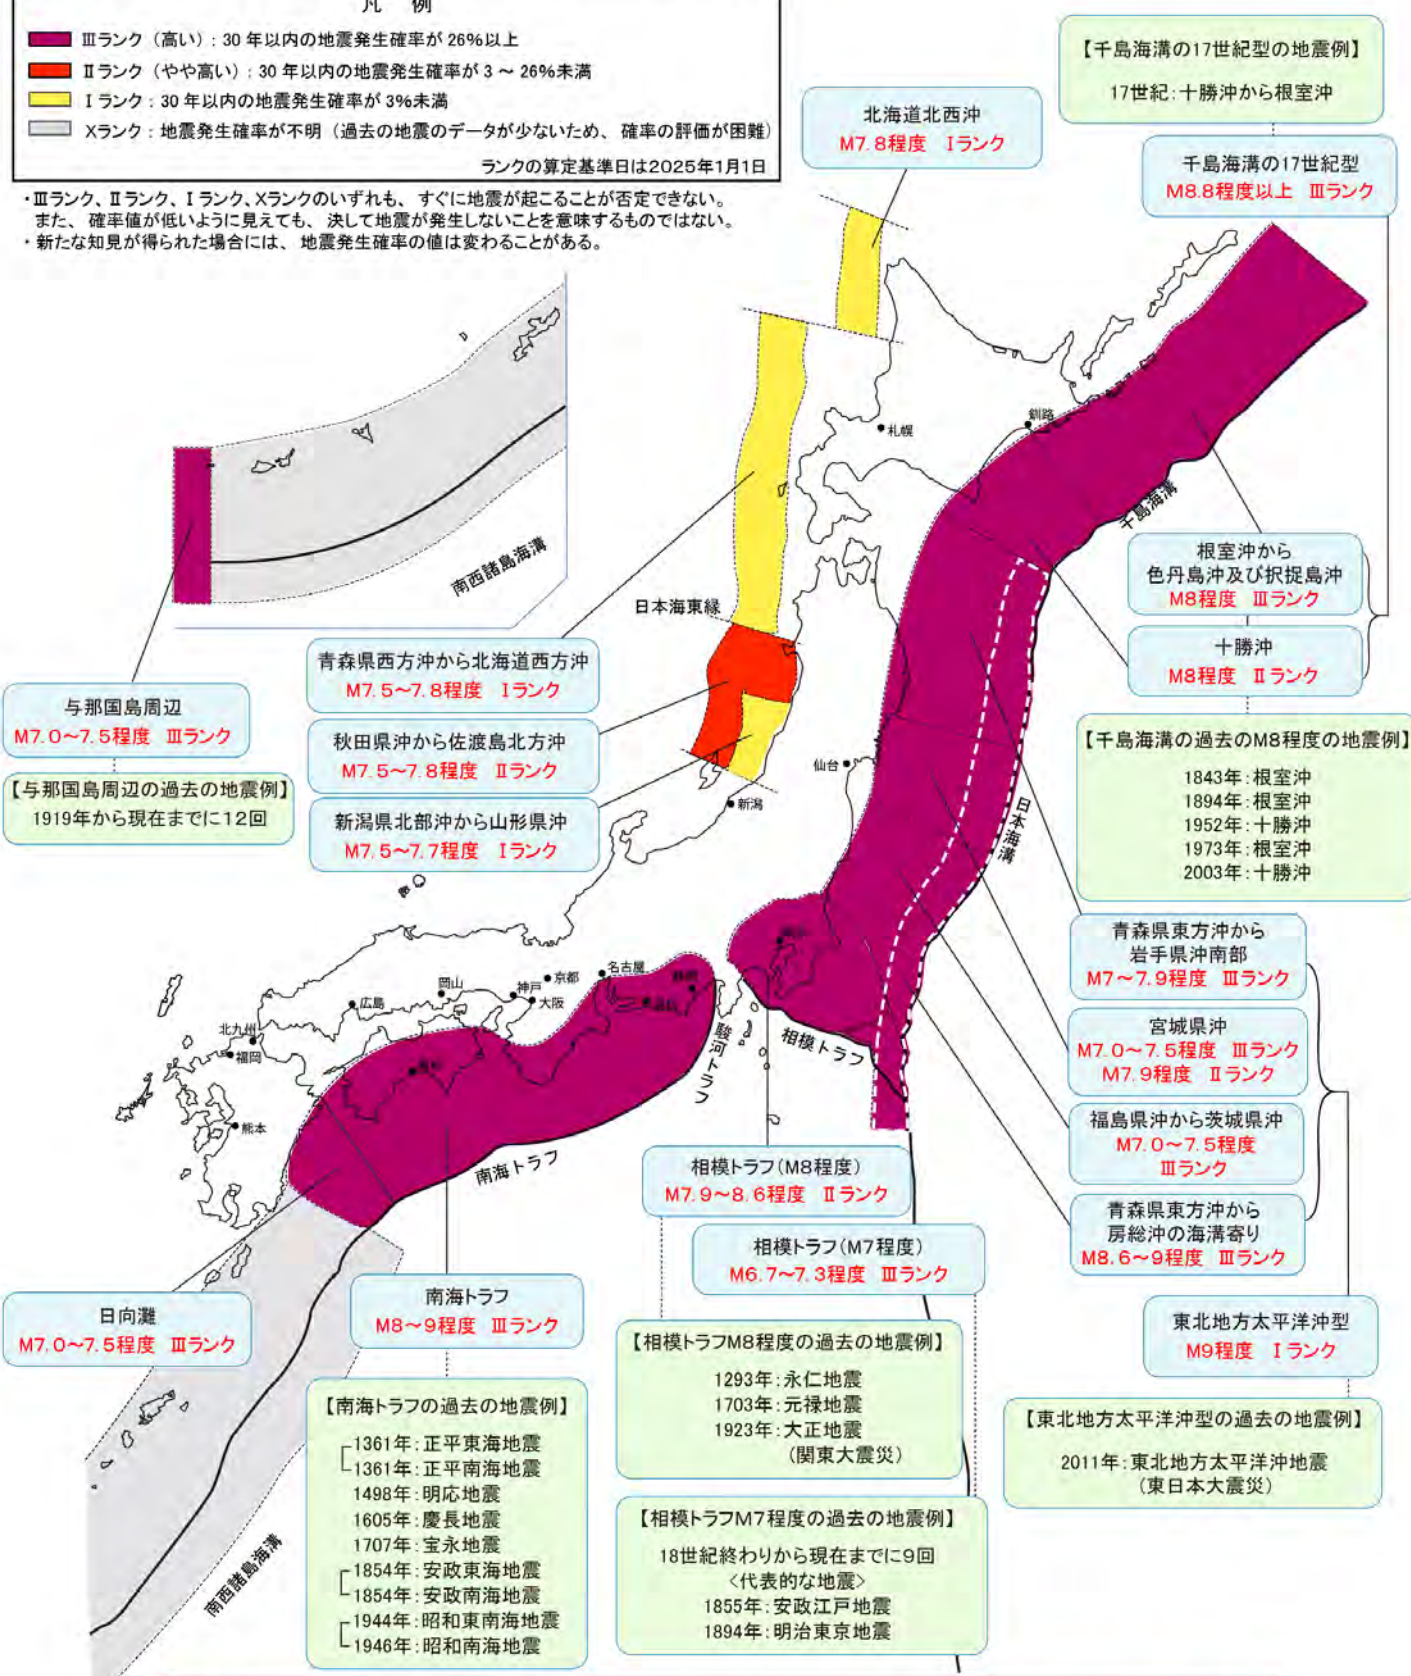 凡 例
Ⅲランク（高い）：30年以内の地震発生確率が26%以上
Ⅱランク（やや高い）：30年以内の地震発生確率が3～26%未満
Ⅰランク：30年以内の地震発生確率が3%未満
Xランク：地震発生確率が不明（過去の地震のデータが少ないため、確率の評価が困難）
ランクの算定基準日は2025年1月1日
・Ⅲランク、Ⅱランク、Ⅰランク、Xランクのいずれも、すぐに地震が起こることが否定できない。
また、確率値が低いように見えても、決して地震が発生しないことを意味するものではない。
・新たな知見が得られた場合には、地震発生確率の値は変わることがある。
【千島海溝の17世紀型の地震例】
17世紀：十勝沖から根室沖
北海道北西沖
M7.8程度 Ⅰランク
千島海溝の17世紀型
M8.8程度以上 Ⅲランク
札幌
釧路
千島海溝
南西諸島海溝
根室沖から
色丹島沖及び択捉島沖
M8程度 Ⅲランク
十勝沖
M8程度 Ⅱランク
日本海東縁
青森県西方沖から北海道西方沖
M7.5～7.8程度 Ⅰランク
秋田県沖から佐渡島北方沖
M7.5～7.8程度 Ⅱランク
新潟県北部沖から山形県沖
M7.5～7.7程度 Ⅰランク
与那国島周辺
M7.0～7.5程度 Ⅲランク
【与那国島周辺の過去の地震例】
1919年から現在までに12回
【千島海溝の過去のM8程度の地震例】
1843年：根室沖
1894年：根室沖
1952年：十勝沖
1973年：根室沖
2003年：十勝沖
仙台
新潟
日本海溝
青森県東方沖から
岩手県沖南部
M7～7.9程度 Ⅲランク
宮城県沖
M7.0～7.5程度 Ⅲランク
M7.9程度 Ⅱランク
福島県沖から茨城県沖
M7.0～7.5程度
Ⅲランク
青森県東方沖から
房総沖の海溝寄り
M8.6～9程度 Ⅲランク
名古屋
京都
神戸
大阪
岡山
広島
北九州
福岡
熊本
駿河トラフ
相模トラフ
南海トラフ
相模トラフ（M8程度）
M7.9～8.6程度 Ⅱランク
相模トラフ（M7程度）
M6.7～7.3程度 Ⅲランク
東北地方太平洋沖型
M9程度 Ⅰランク
日向灘
M7.0～7.5程度 Ⅲランク
南海トラフ
M8～9程度 Ⅲランク
【相模トラフM8程度の過去の地震例】
1293年：永仁地震
1703年：元禄地震
1923年：大正地震
（関東大震災）
【南海トラフの過去の地震例】
1361年：正平東海地震
1361年：正平南海地震
1498年：明応地震
1605年：慶長地震
1707年：宝永地震
1854年：安政東海地震
1854年：安政南海地震
1944年：昭和東南海地震
1946年：昭和南海地震
【東北地方太平洋沖型の過去の地震例】
2011年：東北地方太平洋沖地震
（東日本大震災）
【相模トラフM7程度の過去の地震例】
18世紀終わりから現在までに9回
＜代表的な地震＞
1855年：安政江戸地震
1894年：明治東京地震
南西諸島海溝